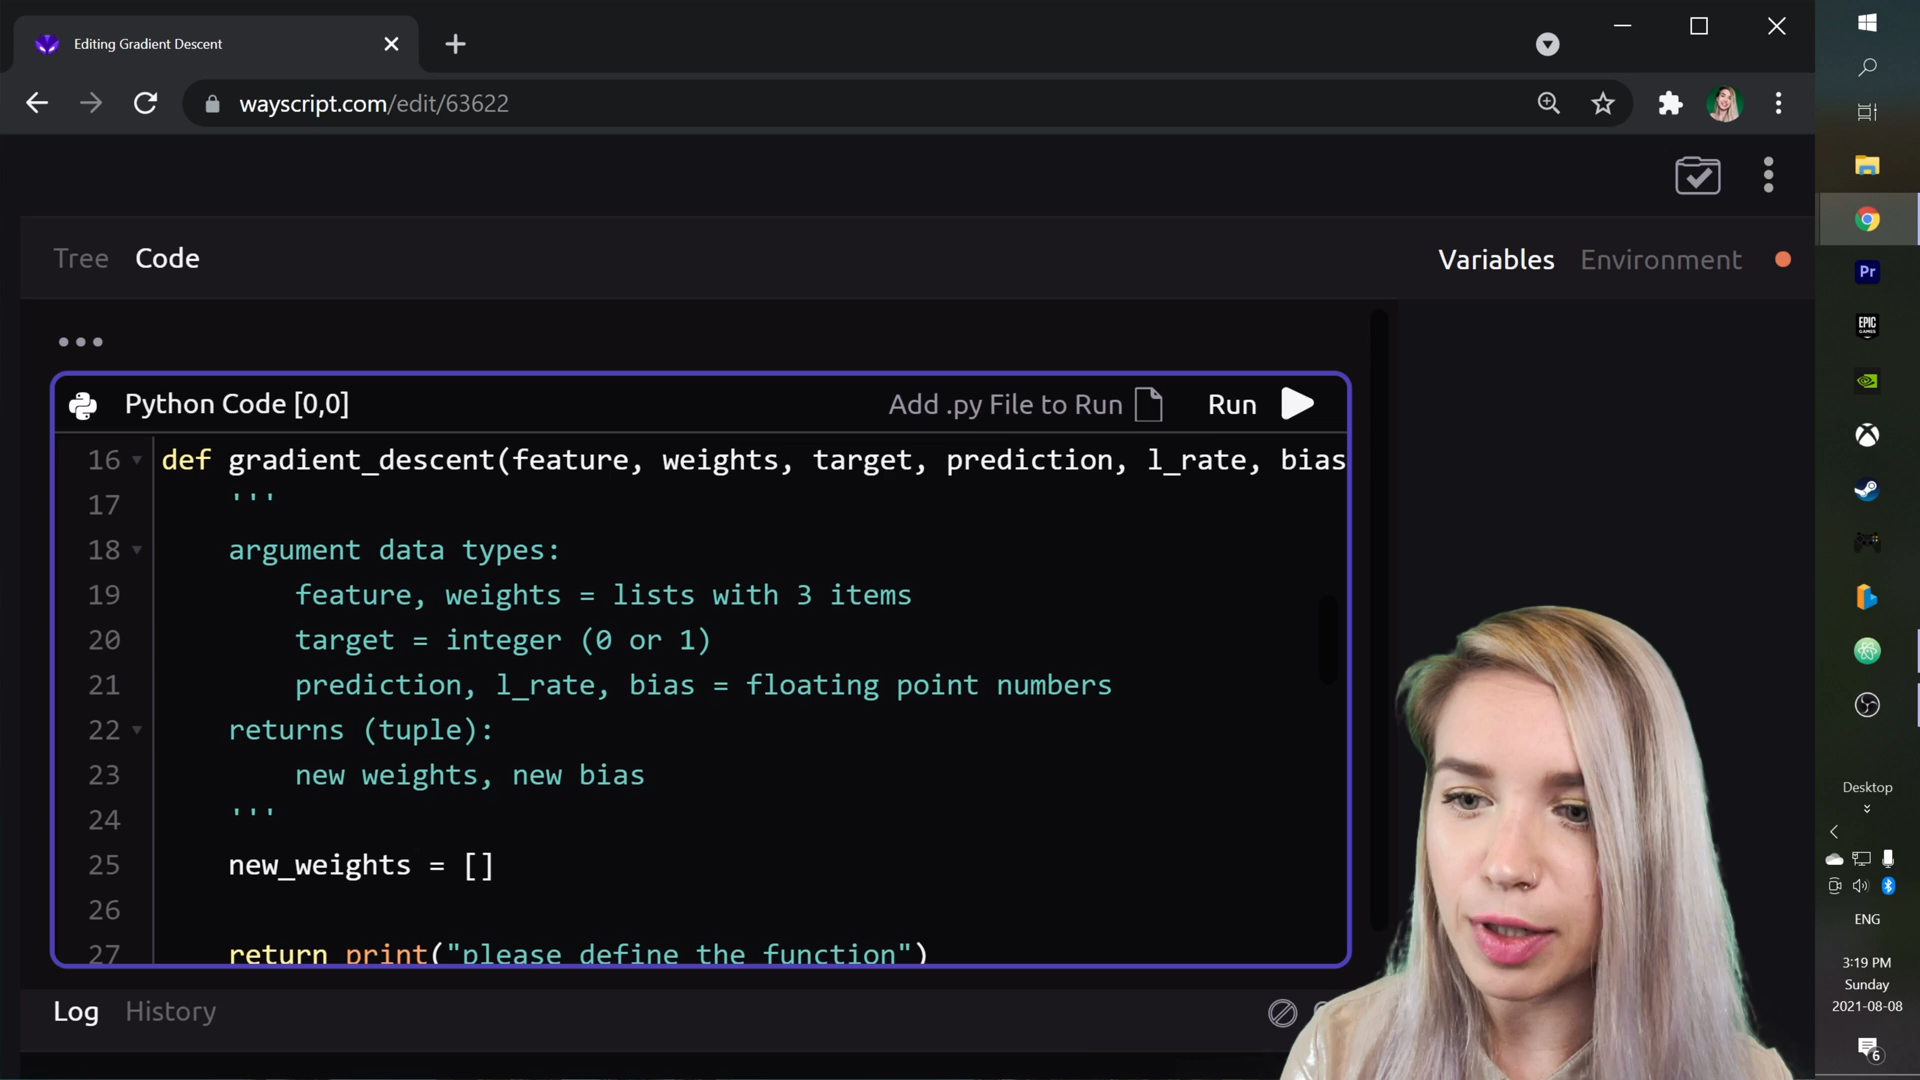 Editing Gradient Descent
wayscript.com/edit/63622
Tree Code
Variables Environment
Python Code [0,0]
Add .py File to Run
Run
16 def gradient_descent(feature, weights, target, prediction, l_rate, bias
17 '''
18 argument data types:
19 feature, weights = lists with 3 items
20 target = integer (0 or 1)
21 prediction, l_rate, bias = floating point numbers
22 returns (tuple):
23 new weights, new bias
24 '''
25 new_weights = []
26
27 return print("please define the function")
Log History
Pr
EPIC
GAMES
Desktop
ENG
3:19 PM
Sunday
2021-08-08
6